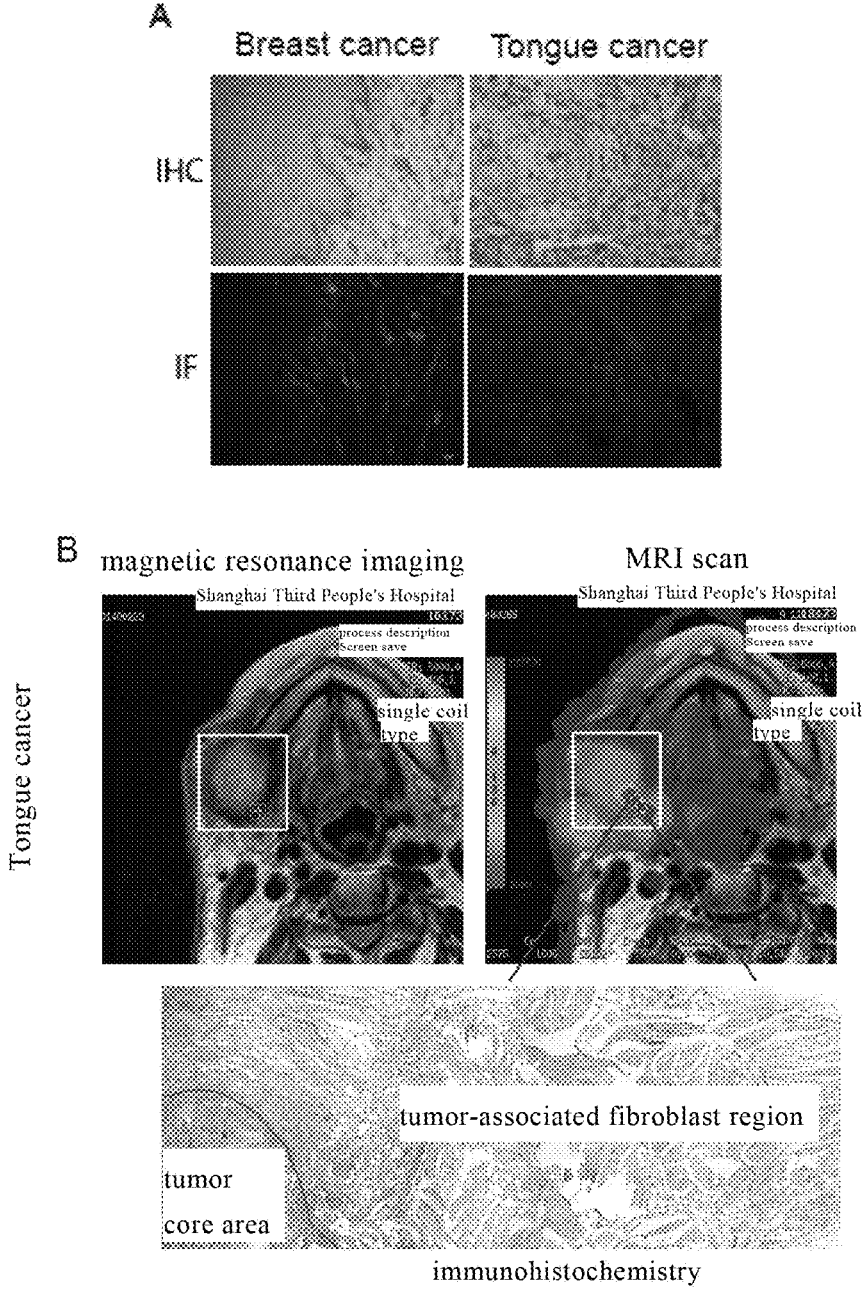 A
Breast cancer
Tongue cancer
IHC
IF
B
magnetic resonance imaging
MRI scan
Shanghai Third People's Hospital
Shanghai Third People's Hospital
process description
Screen save
process description
Screen save
single coil
type
single coil
type
Tongue cancer
tumor-associated fibroblast region
tumor
core area
immunohistochemistry